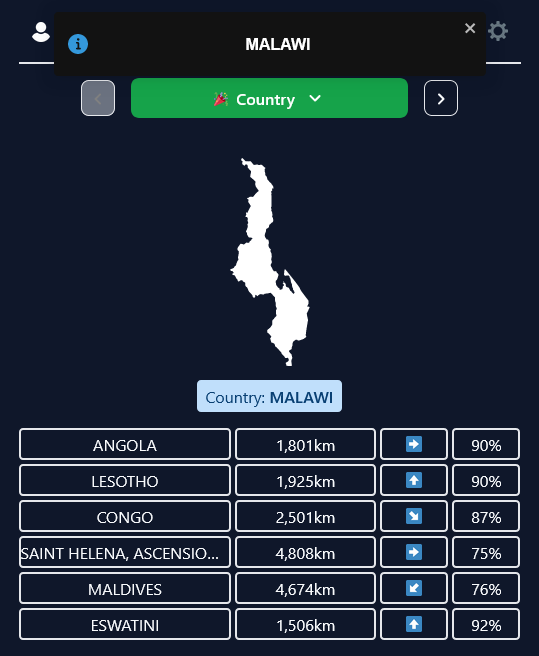 MALAWI
Country
Country: MALAWI
ANGOLA 1,801km 90%
LESOTHO 1,925km 90%
CONGO 2,501km 87%
SAINT HELENA, ASCENSIO... 4,808km 75%
MALDIVES 4,674km 76%
ESWATINI 1,506km 92%